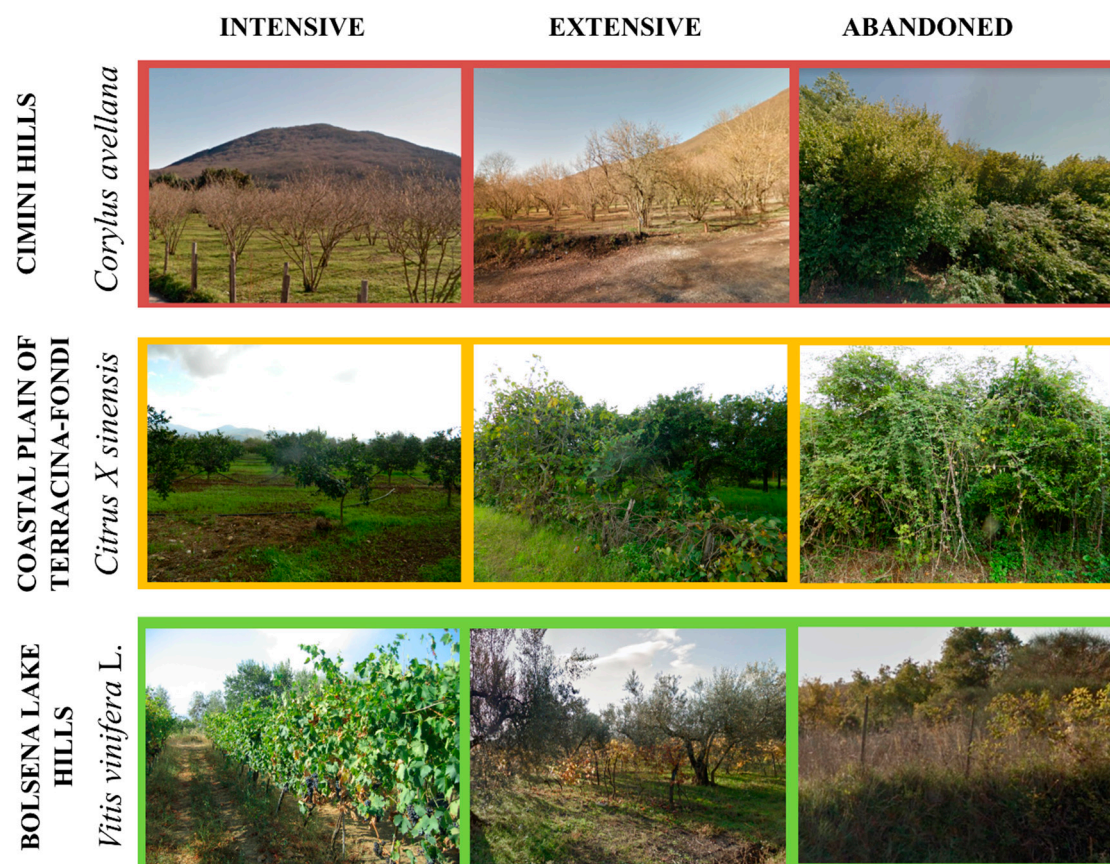 INTENSIVE
EXTENSIVE
ABANDONED
CIMINI HILLS
Corylus avellana
COASTAL PLAIN OF
TERRACINA-FONDI
Citrus X sinensis
BOLSENA LAKE
HILLS
Vitis vinifera L.